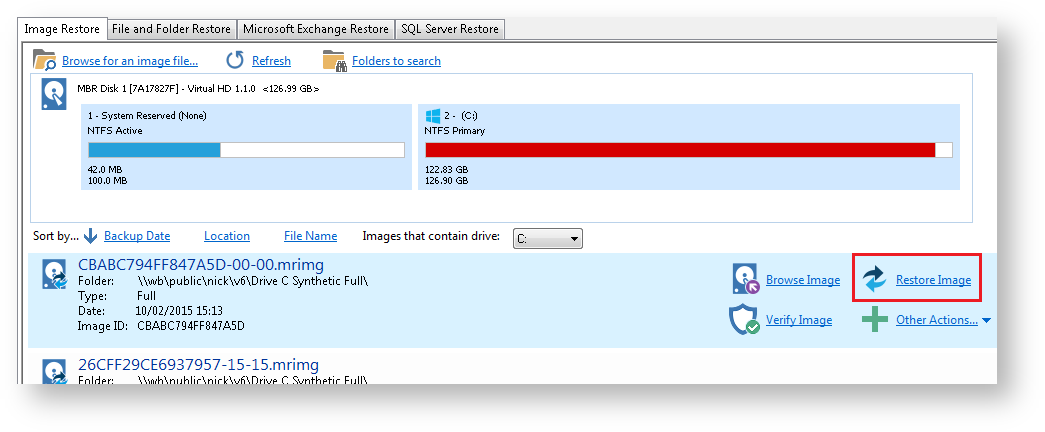 Image Restore File and Folder Restore Microsoft Exchange Restore SQL Server Restore
Browse for an image file... Refresh Folders to search
MBR Disk 1 [7A17827F] - Virtual HD 1.1.0 <126.99 GB>
1 - System Reserved (None)
NTFS Active
42.0 MB
100.0 MB
2 - (C:)
NTFS Primary
122.83 GB
126.90 GB
Sort by... Backup Date Location File Name Images that contain drive: C:
CBABC794FF847A5D-00-00.mrimg
Folder: \\wb\public\nick\v6\Drive C Synthetic Full\
Type: Full
Date: 10/02/2015 15:13
Image ID: CBABC794FF847A5D
Browse Image Restore Image
Verify Image Other Actions...
26CFF29CE6937957-15-15.mrimg
Folder: \\wb\public\nick\v6\Drive C Synthetic Full\